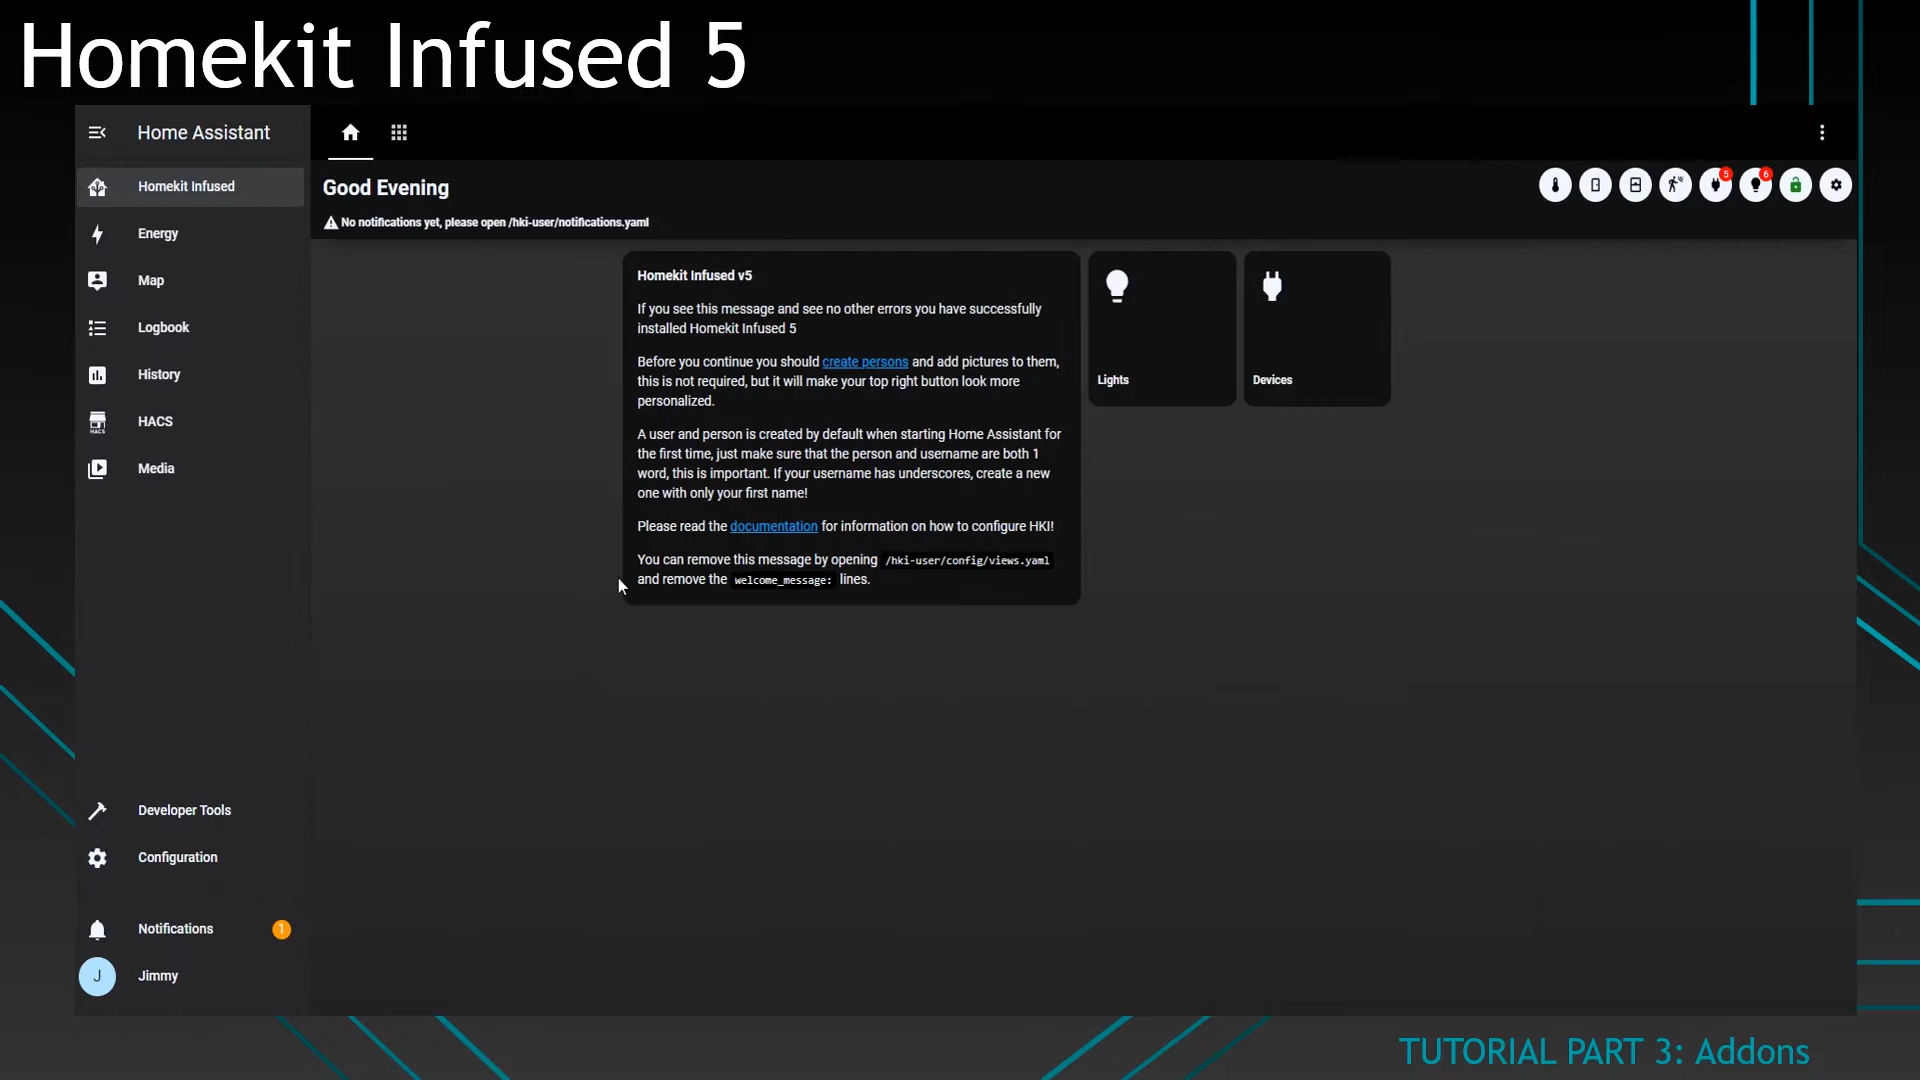 Homekit Infused 5
Home Assistant
Homekit Infused
Energy
Map
Logbook
History
HACS
HACS
Media
Developer Tools
Configuration
Notifications
1
J
Jimmy
Good Evening
No notifications yet, please open /hki-user/notifications.yaml
5
6
Homekit Infused v5
If you see this message and see no other errors you have successfully
installed Homekit Infused 5
Before you continue you should create persons and add pictures to them,
this is not required, but it will make your top right button look more
personalized.
A user and person is created by default when starting Home Assistant for
the first time, just make sure that the person and username are both 1
word, this is important. If your username has underscores, create a new
one with only your first name!
Please read the documentation for information on how to configure HKI!
You can remove this message by opening /hki-user/config/views.yaml
and remove the welcome_message: lines.
Lights
Devices
TUTORIAL PART 3: Addons